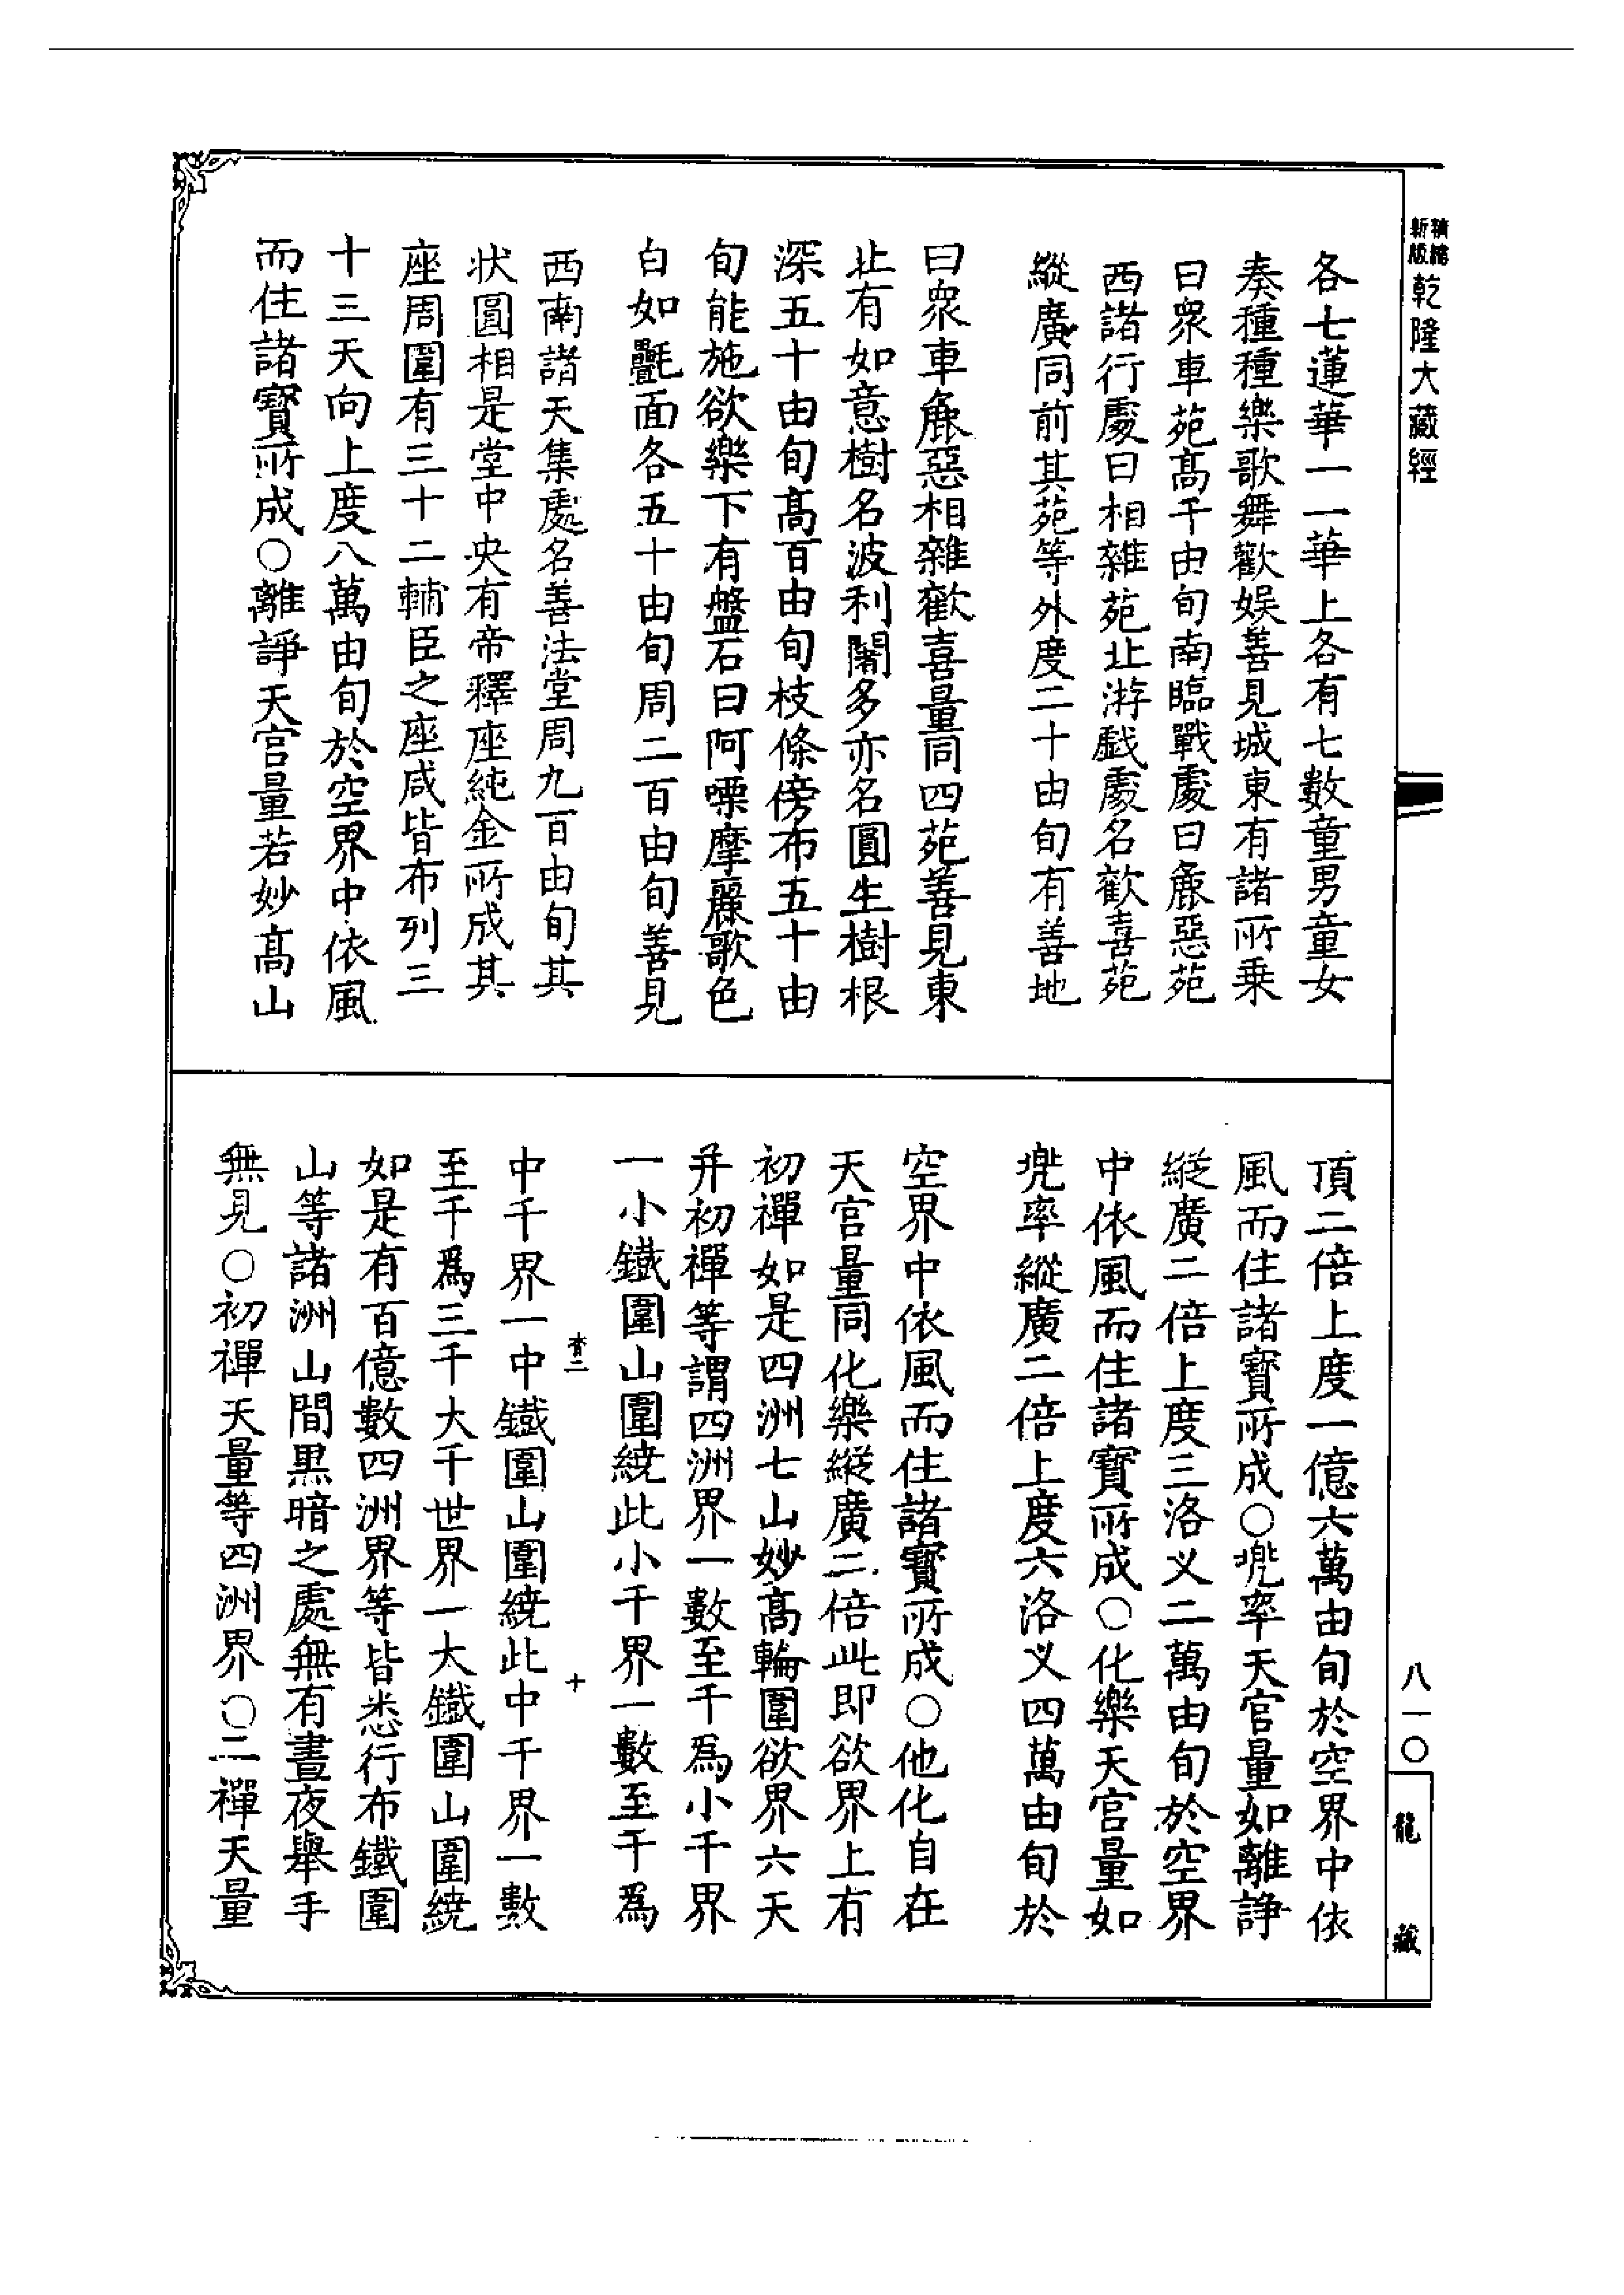 新版精縮乾隆大藏經
各七蓮華一一華上各有七數童男童女
奏種種樂歌舞歡娛善見城東有諸所乗
曰眾車苑髙千由旬南臨戰處曰麁惡苑
西諸行處曰相雜苑北游戲處名歡喜苑
縱廣同前其苑等外度二十由旬有善地
曰眾車麁惡相雜歡喜量同四苑善見東
北有如意樹名波利闍多亦名圓生樹根
深五十由旬髙百由旬枝條傍布五十由
旬能施欲樂下有盤石曰阿㗚摩麗歌色
白如㲲面各五十由旬周二百由旬善見
西南諸天集處名善法堂周九百由旬其
狀圓相是堂中央有帝釋座純金所成其
座周圍有三十二輔臣之座咸皆布列三
十三天向上度八萬由旬於空界中依風
而住諸寶所成○離諍天宫量若妙髙山
頂二倍上度一億六萬由旬於空界中依
風而住諸寶所成○兠率天宫量如離諍
縱廣二倍上度三洛义二萬由旬於空界
中依風而住諸寶所成○化樂天宫量如
兠率縱廣二倍上度六洛义四萬由旬於
空界中依風而住諸寶所成○他化自在
天宫量同化樂縱廣二倍此即欲界上有
初禪如是四洲七山妙髙輪圍欲界六天
并初禪等謂四洲界一數至千為小千界
一小鐵圍山圍繞此小千界一數至千為
中千界一中鐵圍山圍繞此中千界一數
至千為三千大千世界一大鐵圍山圍繞
如是有百億數四洲界等皆悉行布鐵圍
山等諸洲山間黒暗之處無有晝夜舉手
無見○初禪天量等四洲界○二禪天量
十
八一〇
龍藏